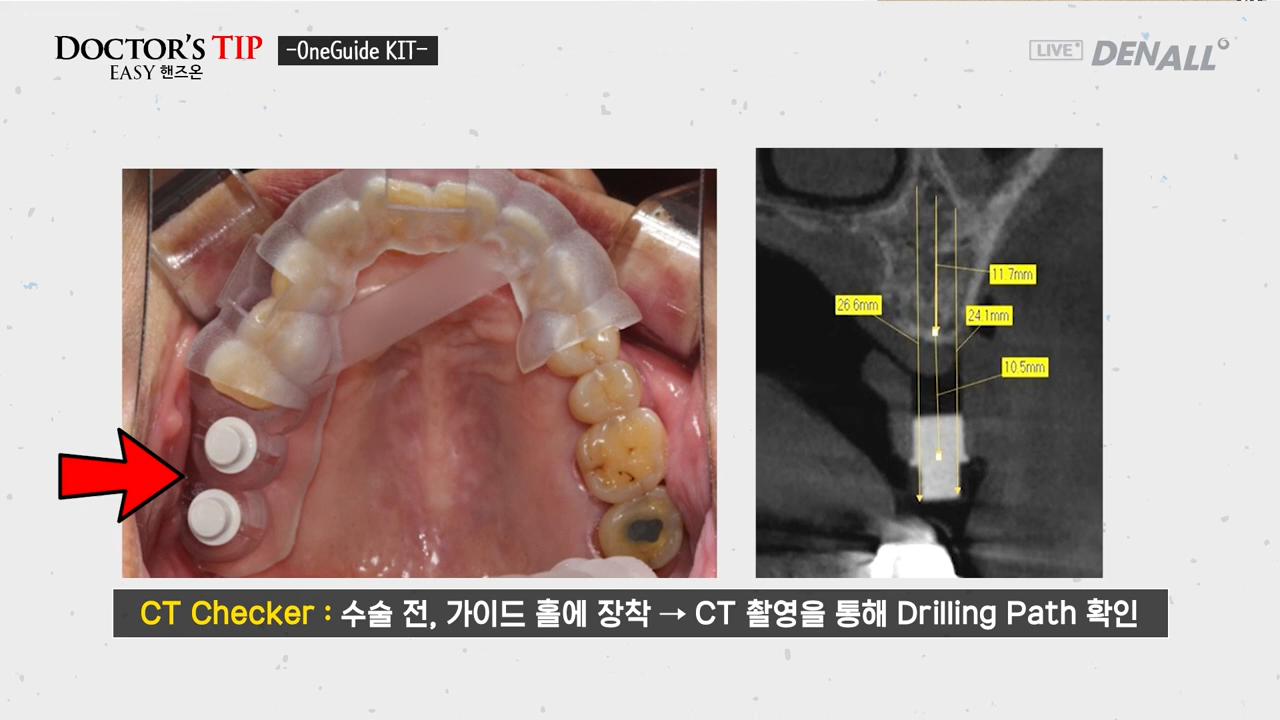 DOCTOR'S TIP
EASY 핸즈온
-OneGuide KIT-
LIVE
DENALL
11.7mm
26.6mm
24.1mm
10.5mm
CT Checker : 수술 전, 가이드 홀에 장착 → CT 촬영을 통해 Drilling Path 확인